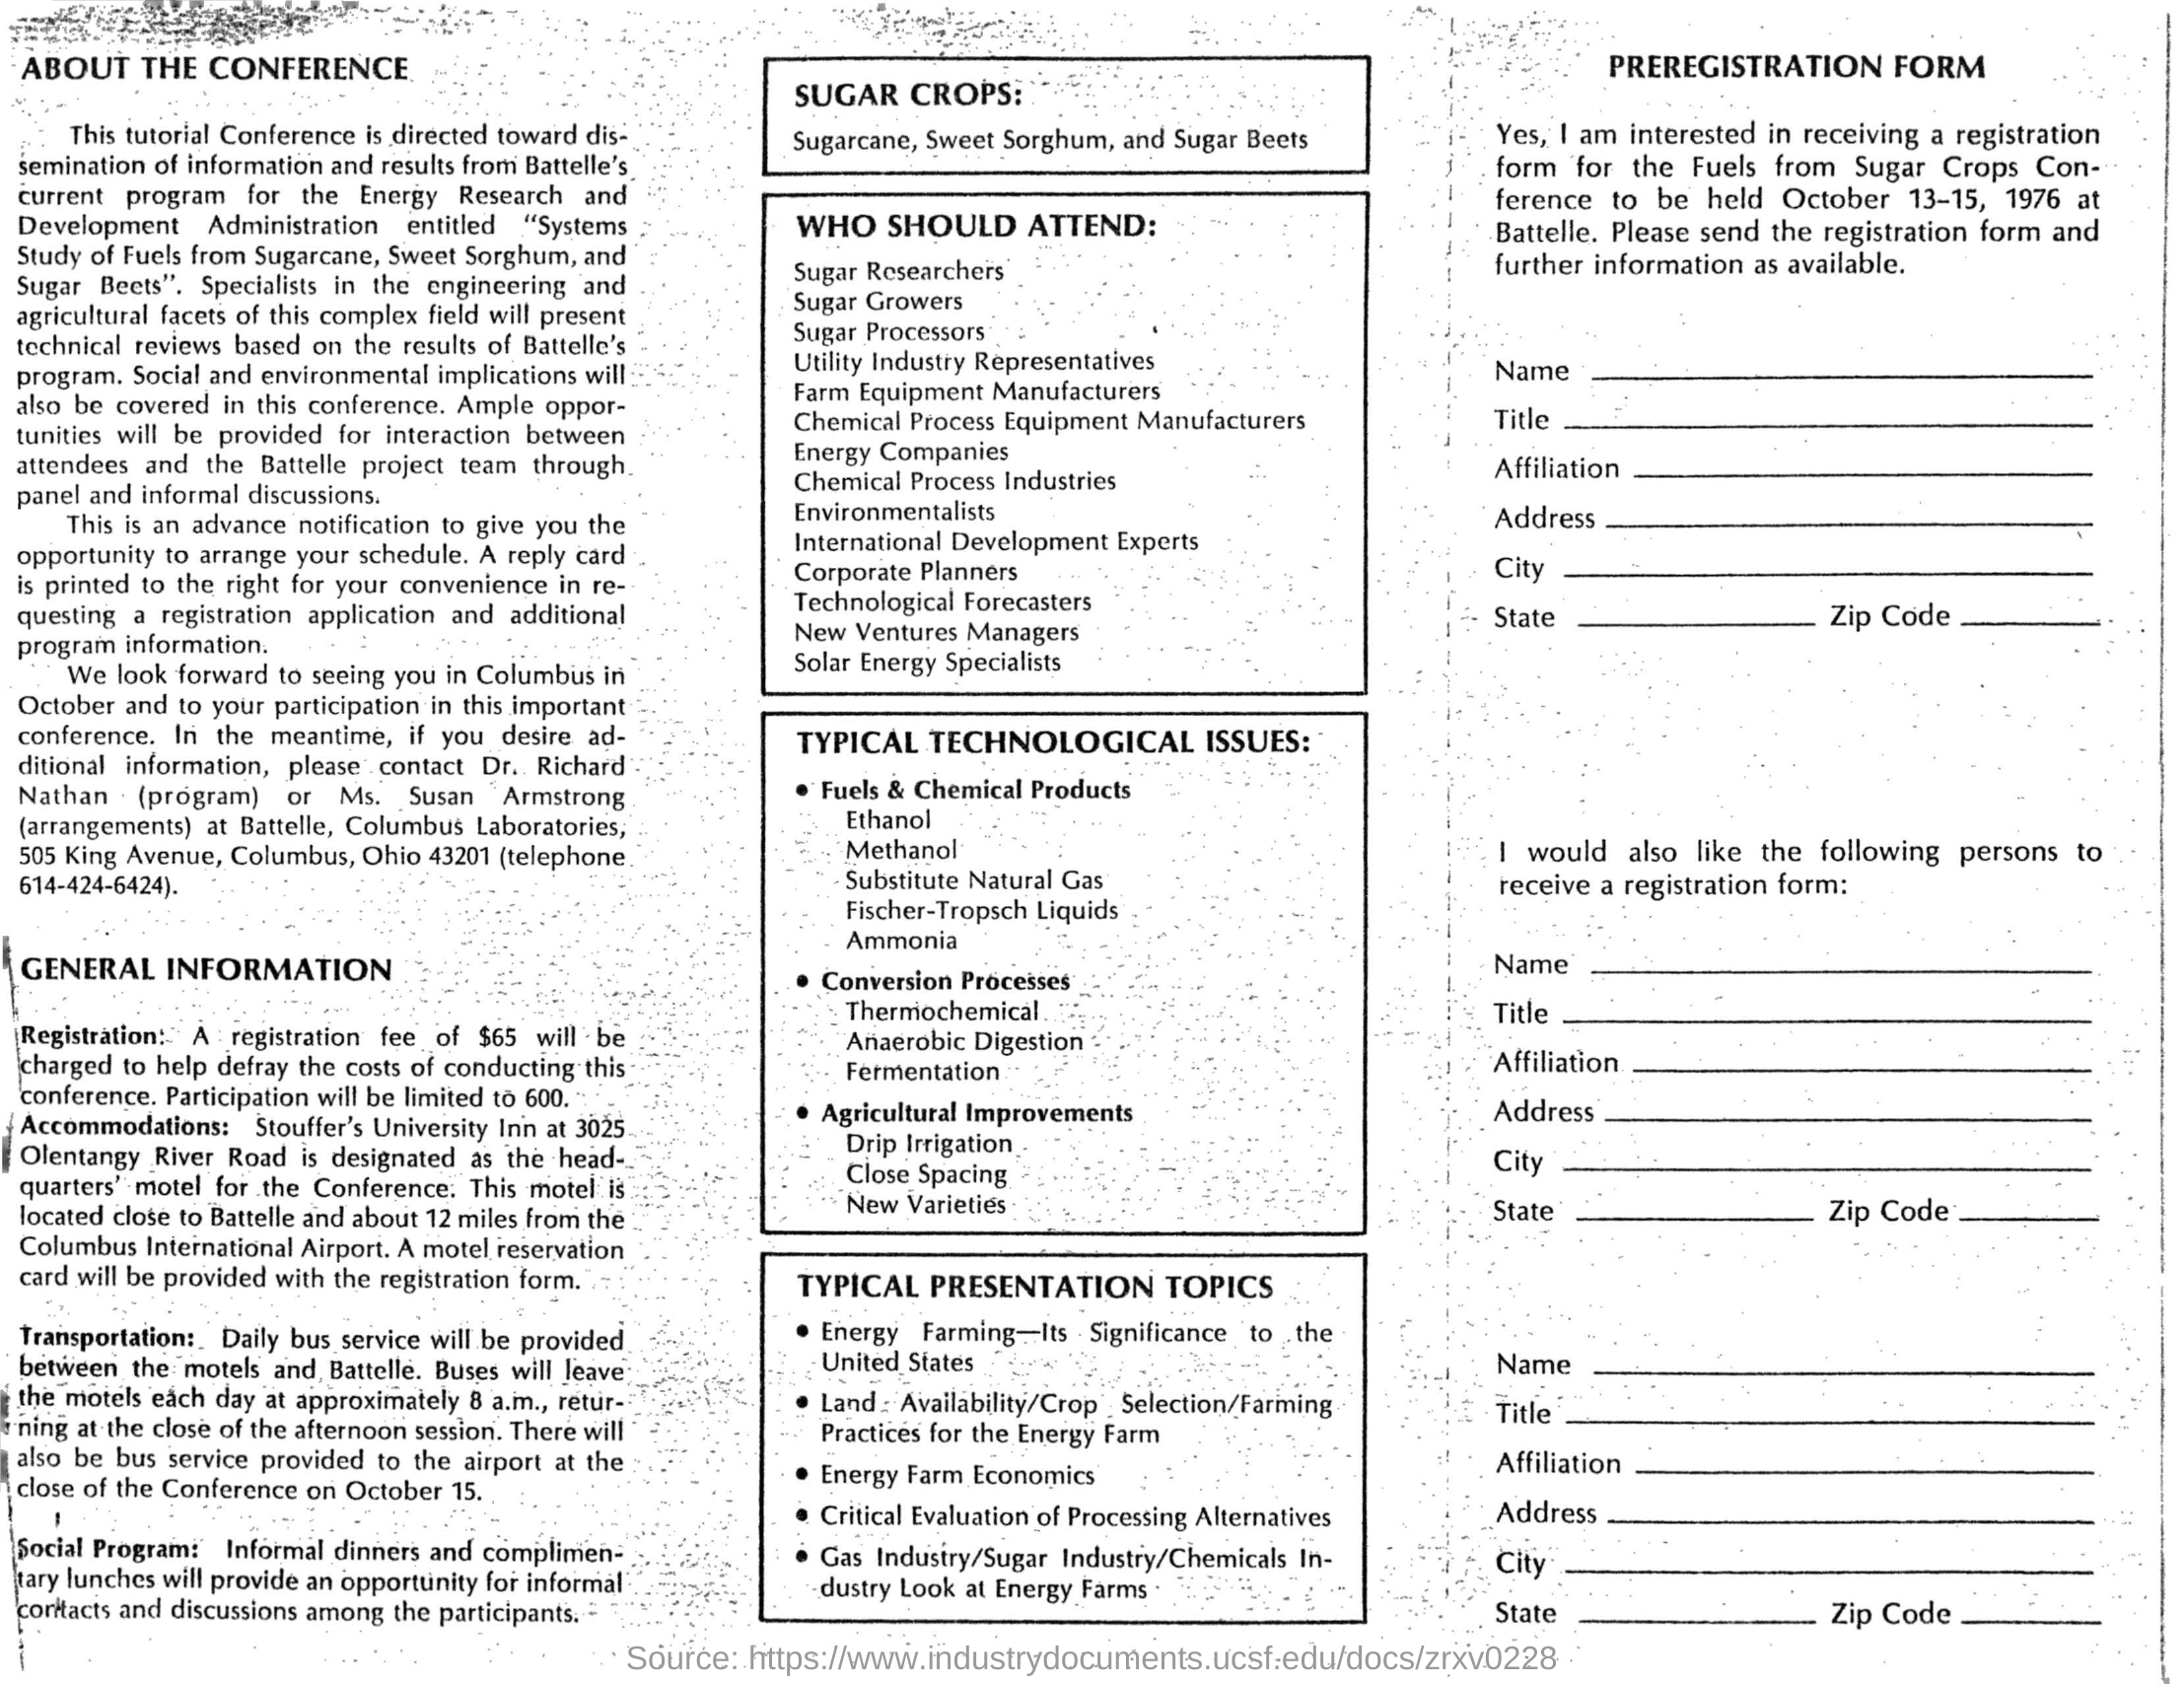 ABOUT THE CONFERENCE
This tutorial Conference is directed toward dis-
semination of information and results from Battelle's
current program for the Energy Research and
Development Administration entitled "Systems
Study of Fuels from Sugarcane, Sweet Sorghum, and
Sugar Beets". Specialists in the engineering and
agricultural facets of this complex field will present
technical reviews based on the results of Battelle's
program. Social and environmental implications will
also be covered in this conference. Ample oppor-
tunities will be provided for interaction between
attendees and the Battelle project team through
panel and informal discussions.
This is an advance notification to give you the
opportunity to arrange your schedule. A reply card
is printed to the right for your convenience in re-
questing a registration application and additional
program information.
We look forward to seeing you in Columbus in
October and to your participation in this important
conference. In the meantime, if you desire ad-
ditional information, please contact Dr. Richard
Nathan (program) or Ms. Susan Armstrong
(arrangements) at Battelle, Columbus Laboratories,
505 King Avenue, Columbus, Ohio 43201 (telephone
614-424-6424).
GENERAL INFORMATION
Registration: A registration fee of $65 will be
charged to help defray the costs of conducting this
conference. Participation will be limited to 600.
Accommodations: Stouffer's University Inn at 3025
Olentangy River Road is designated as the head-
quarters' motel for the Conference. This motel is
located close to Battelle and about 12 miles from the
Columbus International Airport. A motel reservation
card will be provided with the registration form.
Transportation: Daily bus service will be provided
between the motels and Battelle. Buses will leave
the motels each day at approximately 8 a.m., retur-
ning at the close of the afternoon session. There will
also be bus service provided to the airport at the
close of the Conference on October 15.
Social Program: Informal dinners and complimen-
tary lunches will provide an opportunity for informal
contacts and discussions among the participants.
SUGAR CROPS:
Sugarcane, Sweet Sorghum, and Sugar Beets
WHO SHOULD ATTEND:
Sugar Researchers
Sugar Growers
Sugar Processors
Utility Industry Representatives
Farm Equipment Manufacturers
Chemical Process Equipment Manufacturers
Energy Companies
Chemical Process Industries
Environmentalists
International Development Experts
Corporate Planners
Technological Forecasters
New Ventures Managers
Solar Energy Specialists
TYPICAL TECHNOLOGICAL ISSUES:
• Fuels & Chemical Products
Ethanol
Methanol
Substitute Natural Gas
Fischer-Tropsch Liquids
Ammonia
• Conversion Processes
Thermochemical
Anaerobic Digestion
Fermentation
• Agricultural Improvements
Drip Irrigation
Close Spacing
New Varieties
TYPICAL PRESENTATION TOPICS
• Energy Farming—Its Significance to the
United States
• Land Availability/Crop Selection/Farming
Practices for the Energy Farm
• Energy Farm Economics
• Critical Evaluation of Processing Alternatives
• Gas Industry/Sugar Industry/Chemicals In-
dustry Look at Energy Farms
PREREGISTRATION FORM
Yes, I am interested in receiving a registration
form for the Fuels from Sugar Crops Con-
ference to be held October 13–15, 1976 at
Battelle. Please send the registration form and
further information as available.
Name
Title
Affiliation
Address
City
State Zip Code
I would also like the following persons to
receive a registration form:
Name
Title
Affiliation
Address
City
State Zip Code
Name
Title
Affiliation
Address
City
State Zip Code
Source: https://www.industrydocuments.ucsf.edu/docs/zrxv0228